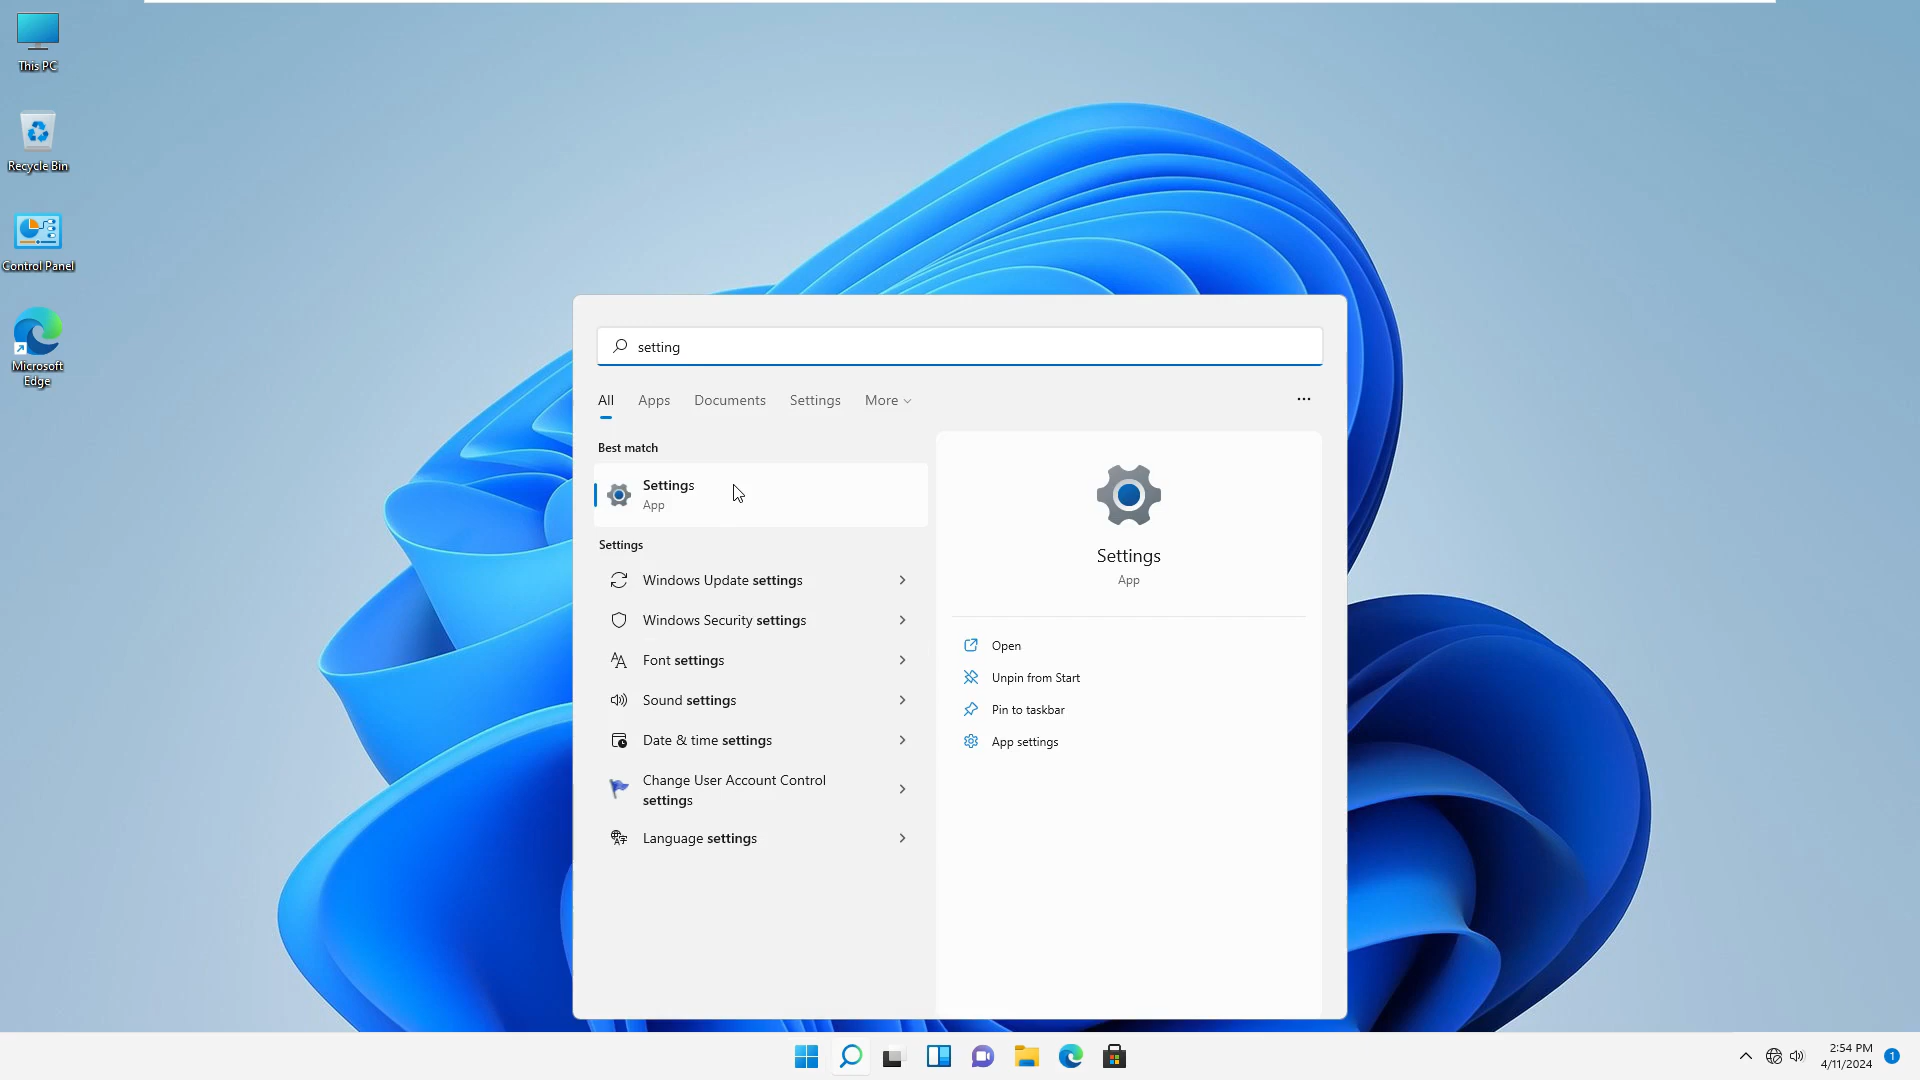 This PC
Recycle Bin
Control Panel
Microsoft
Edge
setting
All
Apps
Documents
Settings
More
Best match
Settings
App
Settings
Windows Update settings
Windows Security settings
Font settings
Sound settings
Date & time settings
Change User Account Control
settings
Language settings
Settings
App
Open
Unpin from Start
Pin to taskbar
App settings
2:54 PM
4/11/2024
1